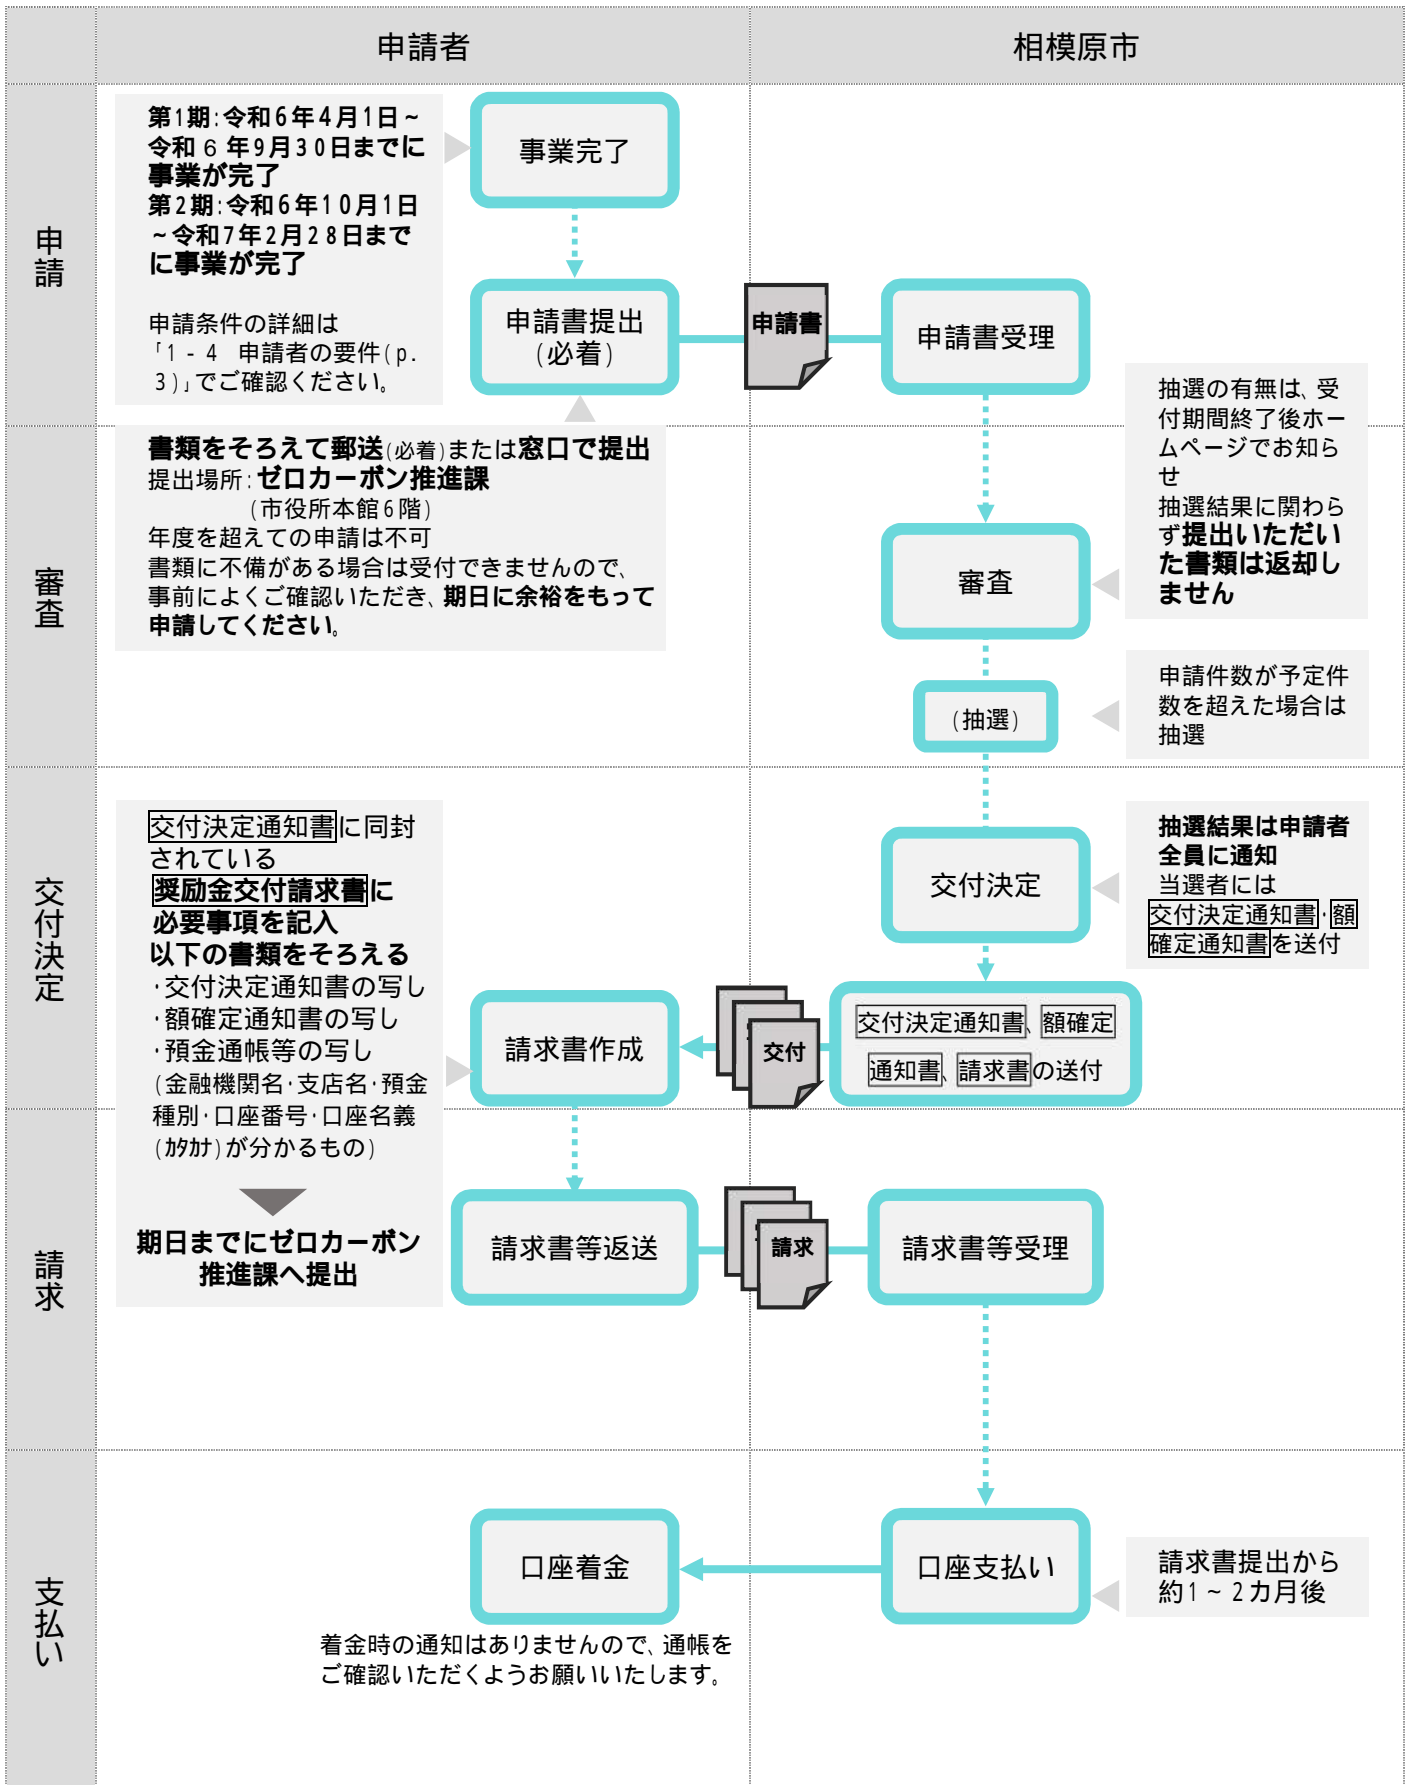 申請者
相模原市
申請
第1期:令和6年4月1日~
令和６年9月30日までに
事業が完了
第2期:令和6年10月1日
~令和7年2月28日まで
に事業が完了
申請条件の詳細は
「1-4 申請者の要件(p.
3)」でご確認ください。
事業完了
申請書提出
(必着)
申請書
申請書受理
審査
書類をそろえて郵送(必着)または窓口で提出
提出場所:ゼロカーボン推進課
(市役所本館6階)
年度を超えての申請は不可
書類に不備がある場合は受付できませんので、
事前によくご確認いただき、期日に余裕をもって
申請してください。
抽選の有無は、受
付期間終了後ホー
ムページでお知ら
せ
抽選結果に関わら
ず提出いただい
た書類は返却し
ません
審査
(抽選)
申請件数が予定件
数を超えた場合は
抽選
交付決定
交付決定通知書に同封
されている
奨励金交付請求書に
必要事項を記入
以下の書類をそろえる
・交付決定通知書の写し
・額確定通知書の写し
・預金通帳等の写し
(金融機関名・支店名・預金
種別・口座番号・口座名義
(ｶﾀｶﾅ)が分かるもの)
期日までにゼロカーボン
推進課へ提出
交付決定
抽選結果は申請者
全員に通知
当選者には
交付決定通知書・額
確定通知書を送付
請求書作成
交付
交付決定通知書、額確定
通知書、請求書の送付
請求
請求書等返送
請求
請求書等受理
支払い
口座着金
口座支払い
請求書提出から
約1~2カ月後
着金時の通知はありませんので、通帳を
ご確認いただくようお願いいたします。